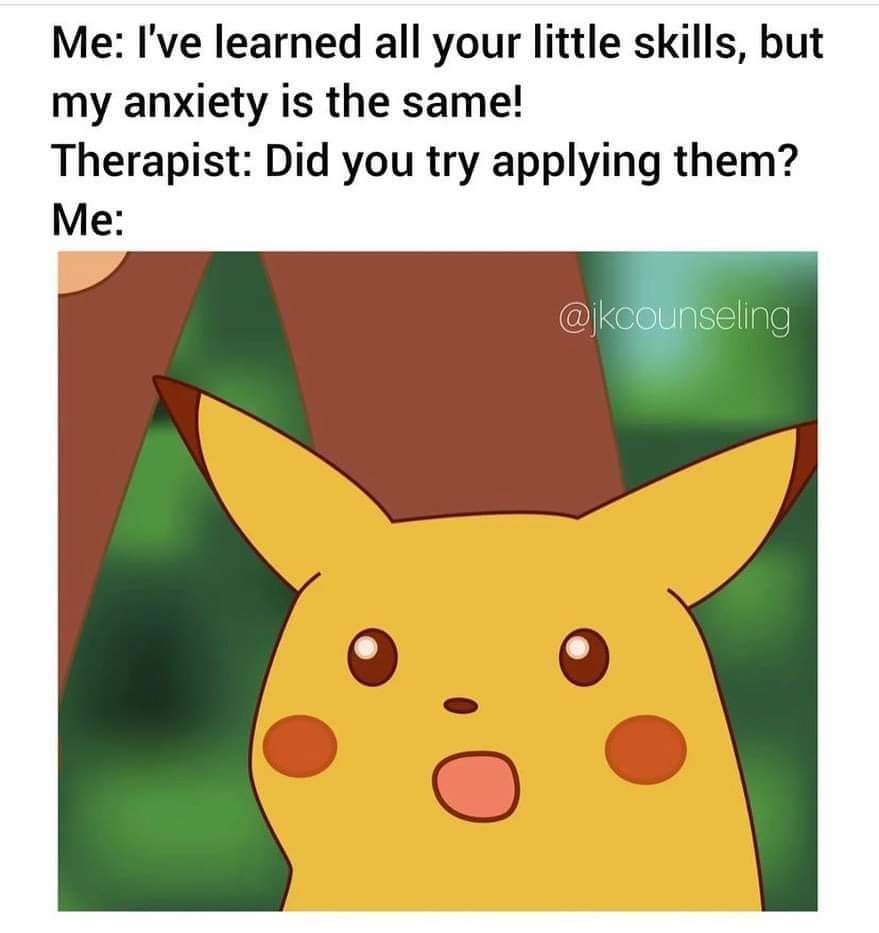 Me: I've learned all your little skills, but
my anxiety is the same!
Therapist: Did you try applying them?
Me:
@jkcounseling